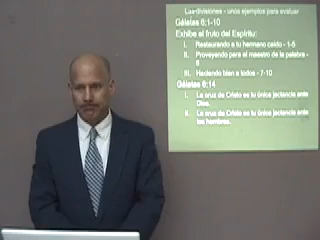 Las divisiones - unos ejemplos para evaluar
Gálatas 6:1-10
Exhibe el fruto del Espíritu:
I. Restaurando a tu hermano caído - 1-5
II. Proveyendo para el maestro de la palabra -
6
III. Haciendo bien a todos - 7-10
Gálatas 6:14
I. La cruz de Cristo es tu única jactancia ante
Dios.
II. La cruz de Cristo es tu única jactancia ante
los hombres.